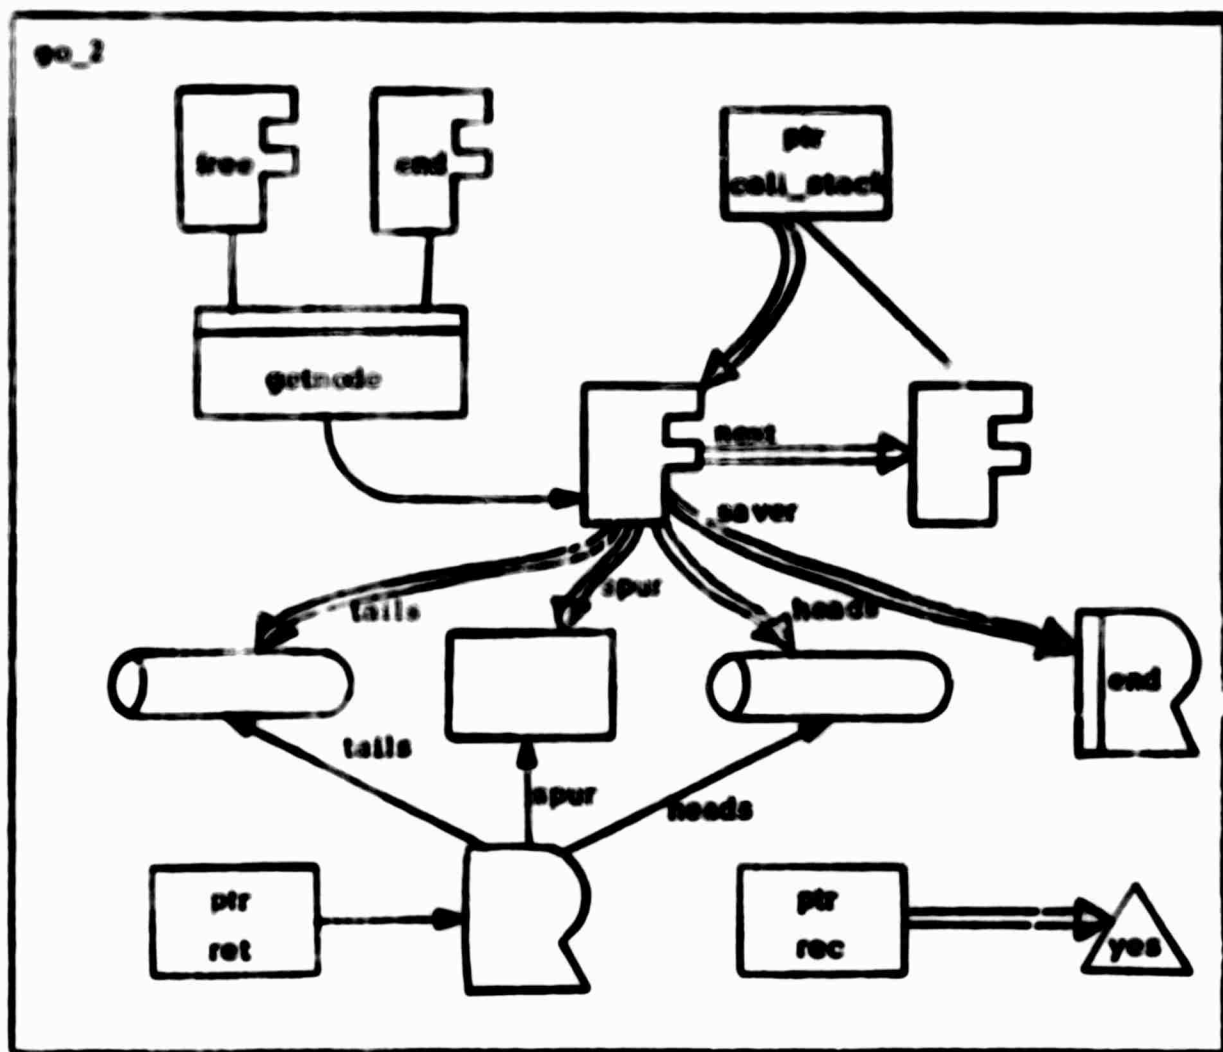 go_2
free
end
ptr
call_stack
getnode
next
saver
spur
tails
heads
end
tails
spur
heads
ptr
ret
ptr
rec
yes